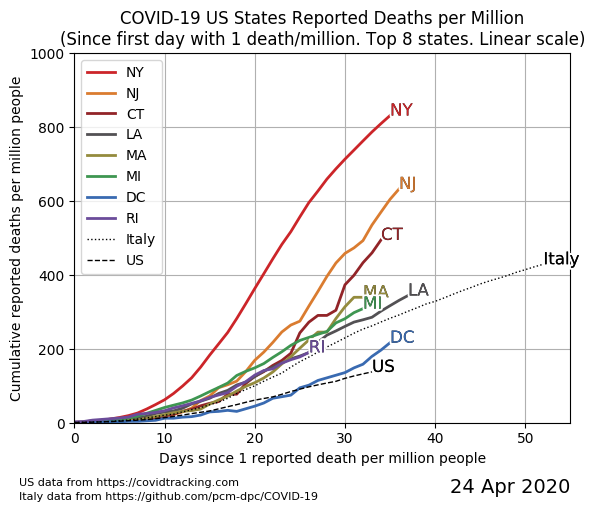 COVID-19 US States Reported Deaths per Million
(Since first day with 1 death/million. Top 8 states. Linear scale)
Cumulative reported deaths per million people
1000
800
600
400
200
0
NY
NJ
CT
LA
MA
MI
DC
RI
Italy
US
NY
NJ
CT
Italy
MA
LA
MI
DC
RI
US
0 10 20 30 40 50
Days since 1 reported death per million people
US data from https://covidtracking.com
Italy data from https://github.com/pcm-dpc/COVID-19
24 Apr 2020